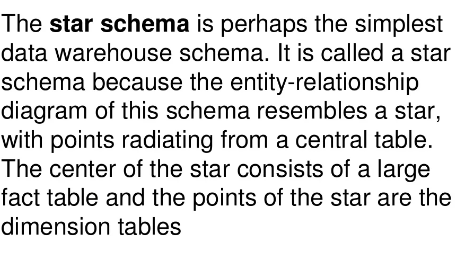 The star schema is perhaps the simplest
data warehouse schema. It is called a star
schema because the entity-relationship
diagram of this schema resembles a star,
with points radiating from a central table.
The center of the star consists of a large
fact table and the points of the star are the
dimension tables